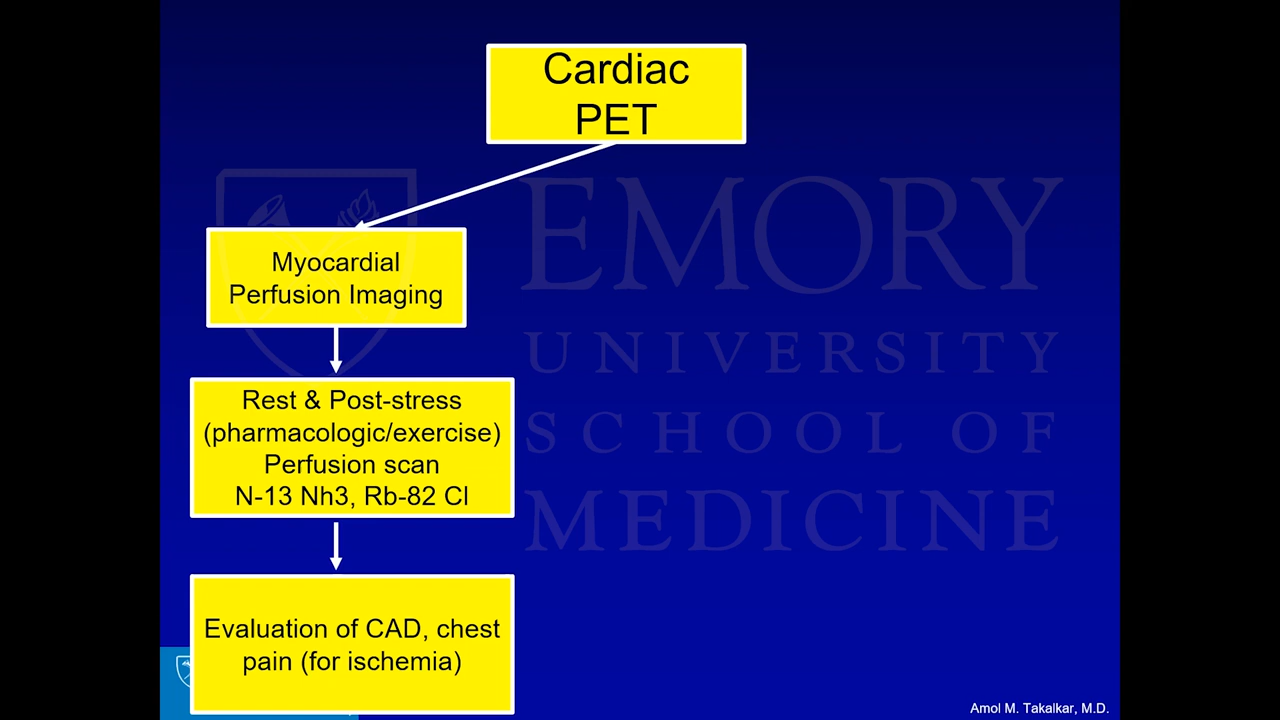 Cardiac
PET
Myocardial
Perfusion Imaging
Rest & Post-stress
(pharmacologic/exercise)
Perfusion scan
N-13 Nh3, Rb-82 Cl
Evaluation of CAD, chest
pain (for ischemia)
EMORY
UNIVERSITY
SCHOOL OF
MEDICINE
Amol M. Takalkar, M.D.